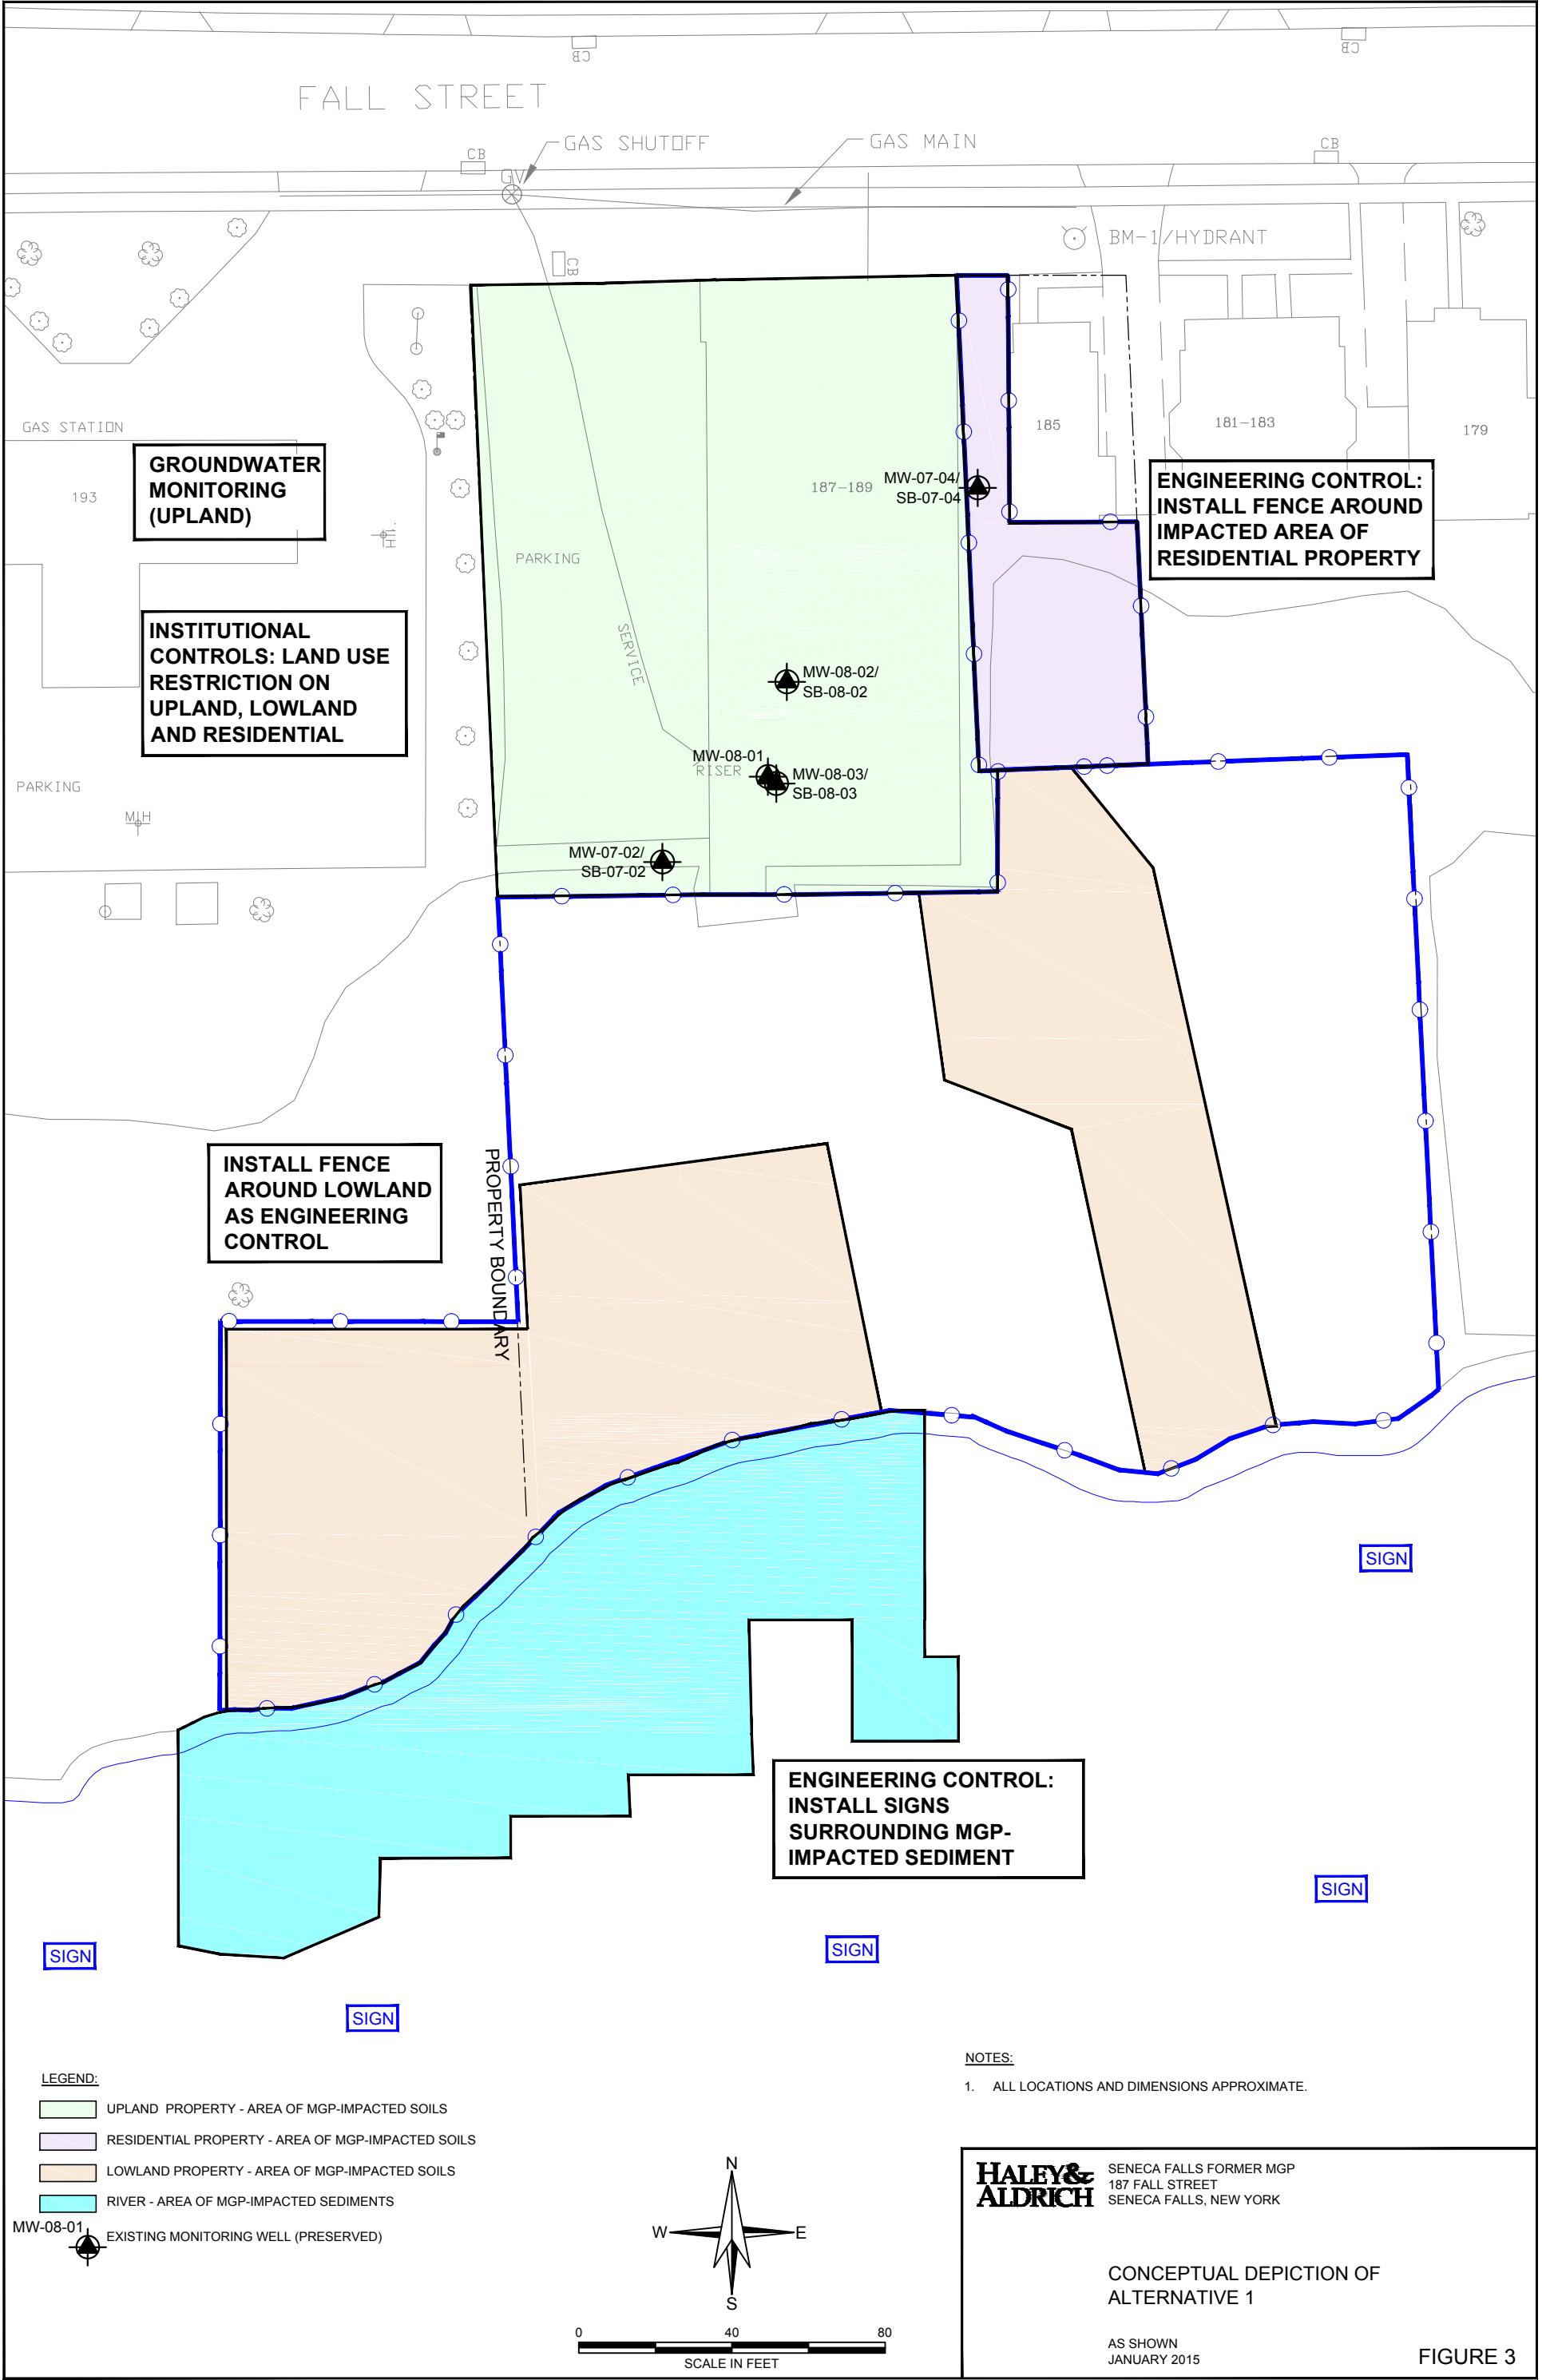 CB
CB
FALL STREET
GAS SHUTOFF
GAS MAIN
CB
CB
GV
BM-1/HYDRANT
CB
GAS STATION
193
GROUNDWATER
MONITORING
(UPLAND)
187-189
MW-07-04/
SB-07-04
185
181-183
179
ENGINEERING CONTROL:
INSTALL FENCE AROUND
IMPACTED AREA OF
RESIDENTIAL PROPERTY
PARKING
INSTITUTIONAL
CONTROLS: LAND USE
RESTRICTION ON
UPLAND, LOWLAND
AND RESIDENTIAL
SERVICE
MW-08-02/
SB-08-02
MW-08-01
RISER
MW-08-03/
SB-08-03
PARKING
MW-07-02/
SB-07-02
INSTALL FENCE
AROUND LOWLAND
AS ENGINEERING
CONTROL
PROPERTY BOUNDARY
SIGN
ENGINEERING CONTROL:
INSTALL SIGNS
SURROUNDING MGP-
IMPACTED SEDIMENT
SIGN
SIGN
SIGN
SIGN
LEGEND:
UPLAND PROPERTY - AREA OF MGP-IMPACTED SOILS
RESIDENTIAL PROPERTY - AREA OF MGP-IMPACTED SOILS
LOWLAND PROPERTY - AREA OF MGP-IMPACTED SOILS
RIVER - AREA OF MGP-IMPACTED SEDIMENTS
MW-08-01
EXISTING MONITORING WELL (PRESERVED)
N
W
E
S
0 40 80
SCALE IN FEET
NOTES:
1. ALL LOCATIONS AND DIMENSIONS APPROXIMATE.
HALEY&
ALDRICH
SENECA FALLS FORMER MGP
187 FALL STREET
SENECA FALLS, NEW YORK
CONCEPTUAL DEPICTION OF
ALTERNATIVE 1
AS SHOWN
JANUARY 2015
FIGURE 3